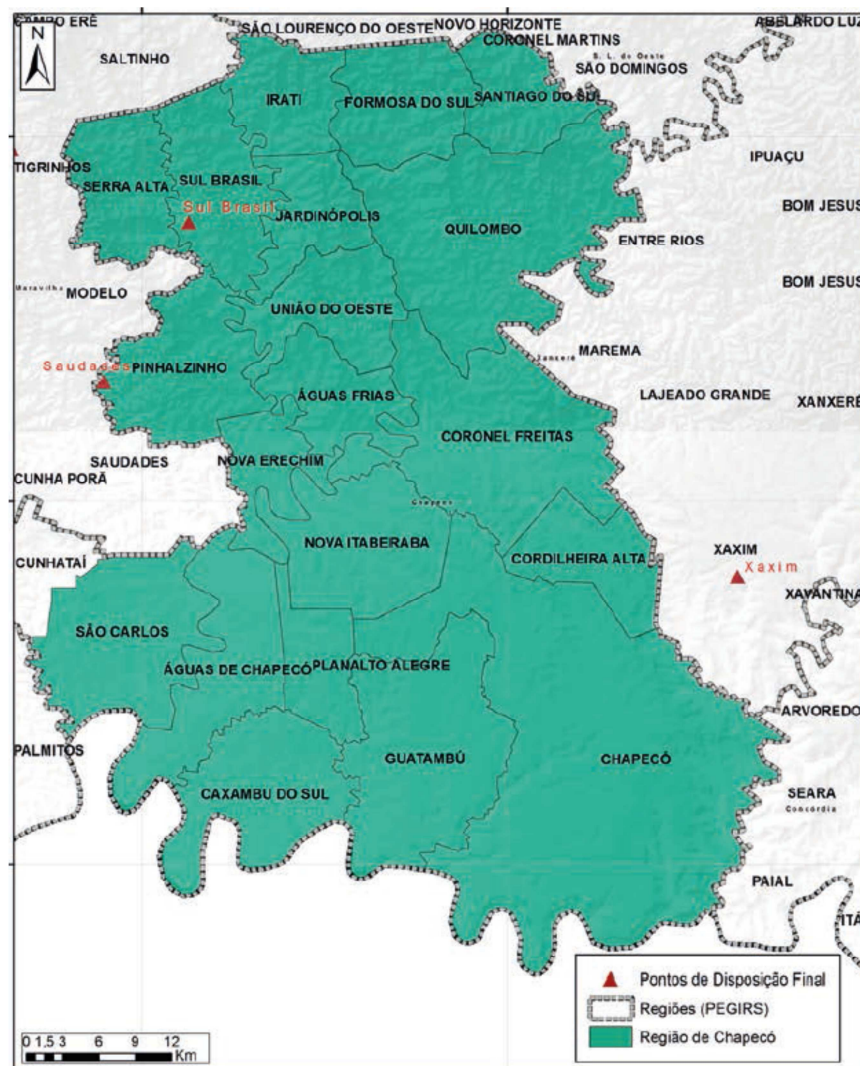 CAMPO ERÊ
SÃO LOURENÇO DO OESTE
NOVO HORIZONTE
ABELARDO LUZ
N
SALTINHO
CORONEL MARTINS
S. L. do Oeste
SÃO DOMINGOS
IRATI
FORMOSA DO SUL
SANTIAGO DO SUL
TIGRINHOS
IPUAÇU
SERRA ALTA
SUL BRASIL
Sul Brasil
JARDINÓPOLIS
QUILOMBO
BOM JESUS
ENTRE RIOS
Maravilha
MODELO
BOM JESUS
UNIÃO DO OESTE
Saudades
PINHALZINHO
Xanxerê
MAREMA
ÁGUAS FRIAS
LAJEADO GRANDE
XANXERÊ
CORONEL FREITAS
SAUDADES
NOVA ERECHIM
CUNHA PORÃ
Chapecó
NOVA ITABERABA
CUNHATAÍ
CORDILHEIRA ALTA
XAXIM
Xaxim
XAVANTINA
SÃO CARLOS
ÁGUAS DE CHAPECÓ
PLANALTO ALEGRE
ARVOREDO
PALMITOS
GUATAMBÚ
CHAPECÓ
CAXAMBU DO SUL
SEARA
Concórdia
PAIAL
ITÁ
Pontos de Disposição Final
Regiões (PEGIRS)
Região de Chapecó
0 1,5 3 6 9 12
Km